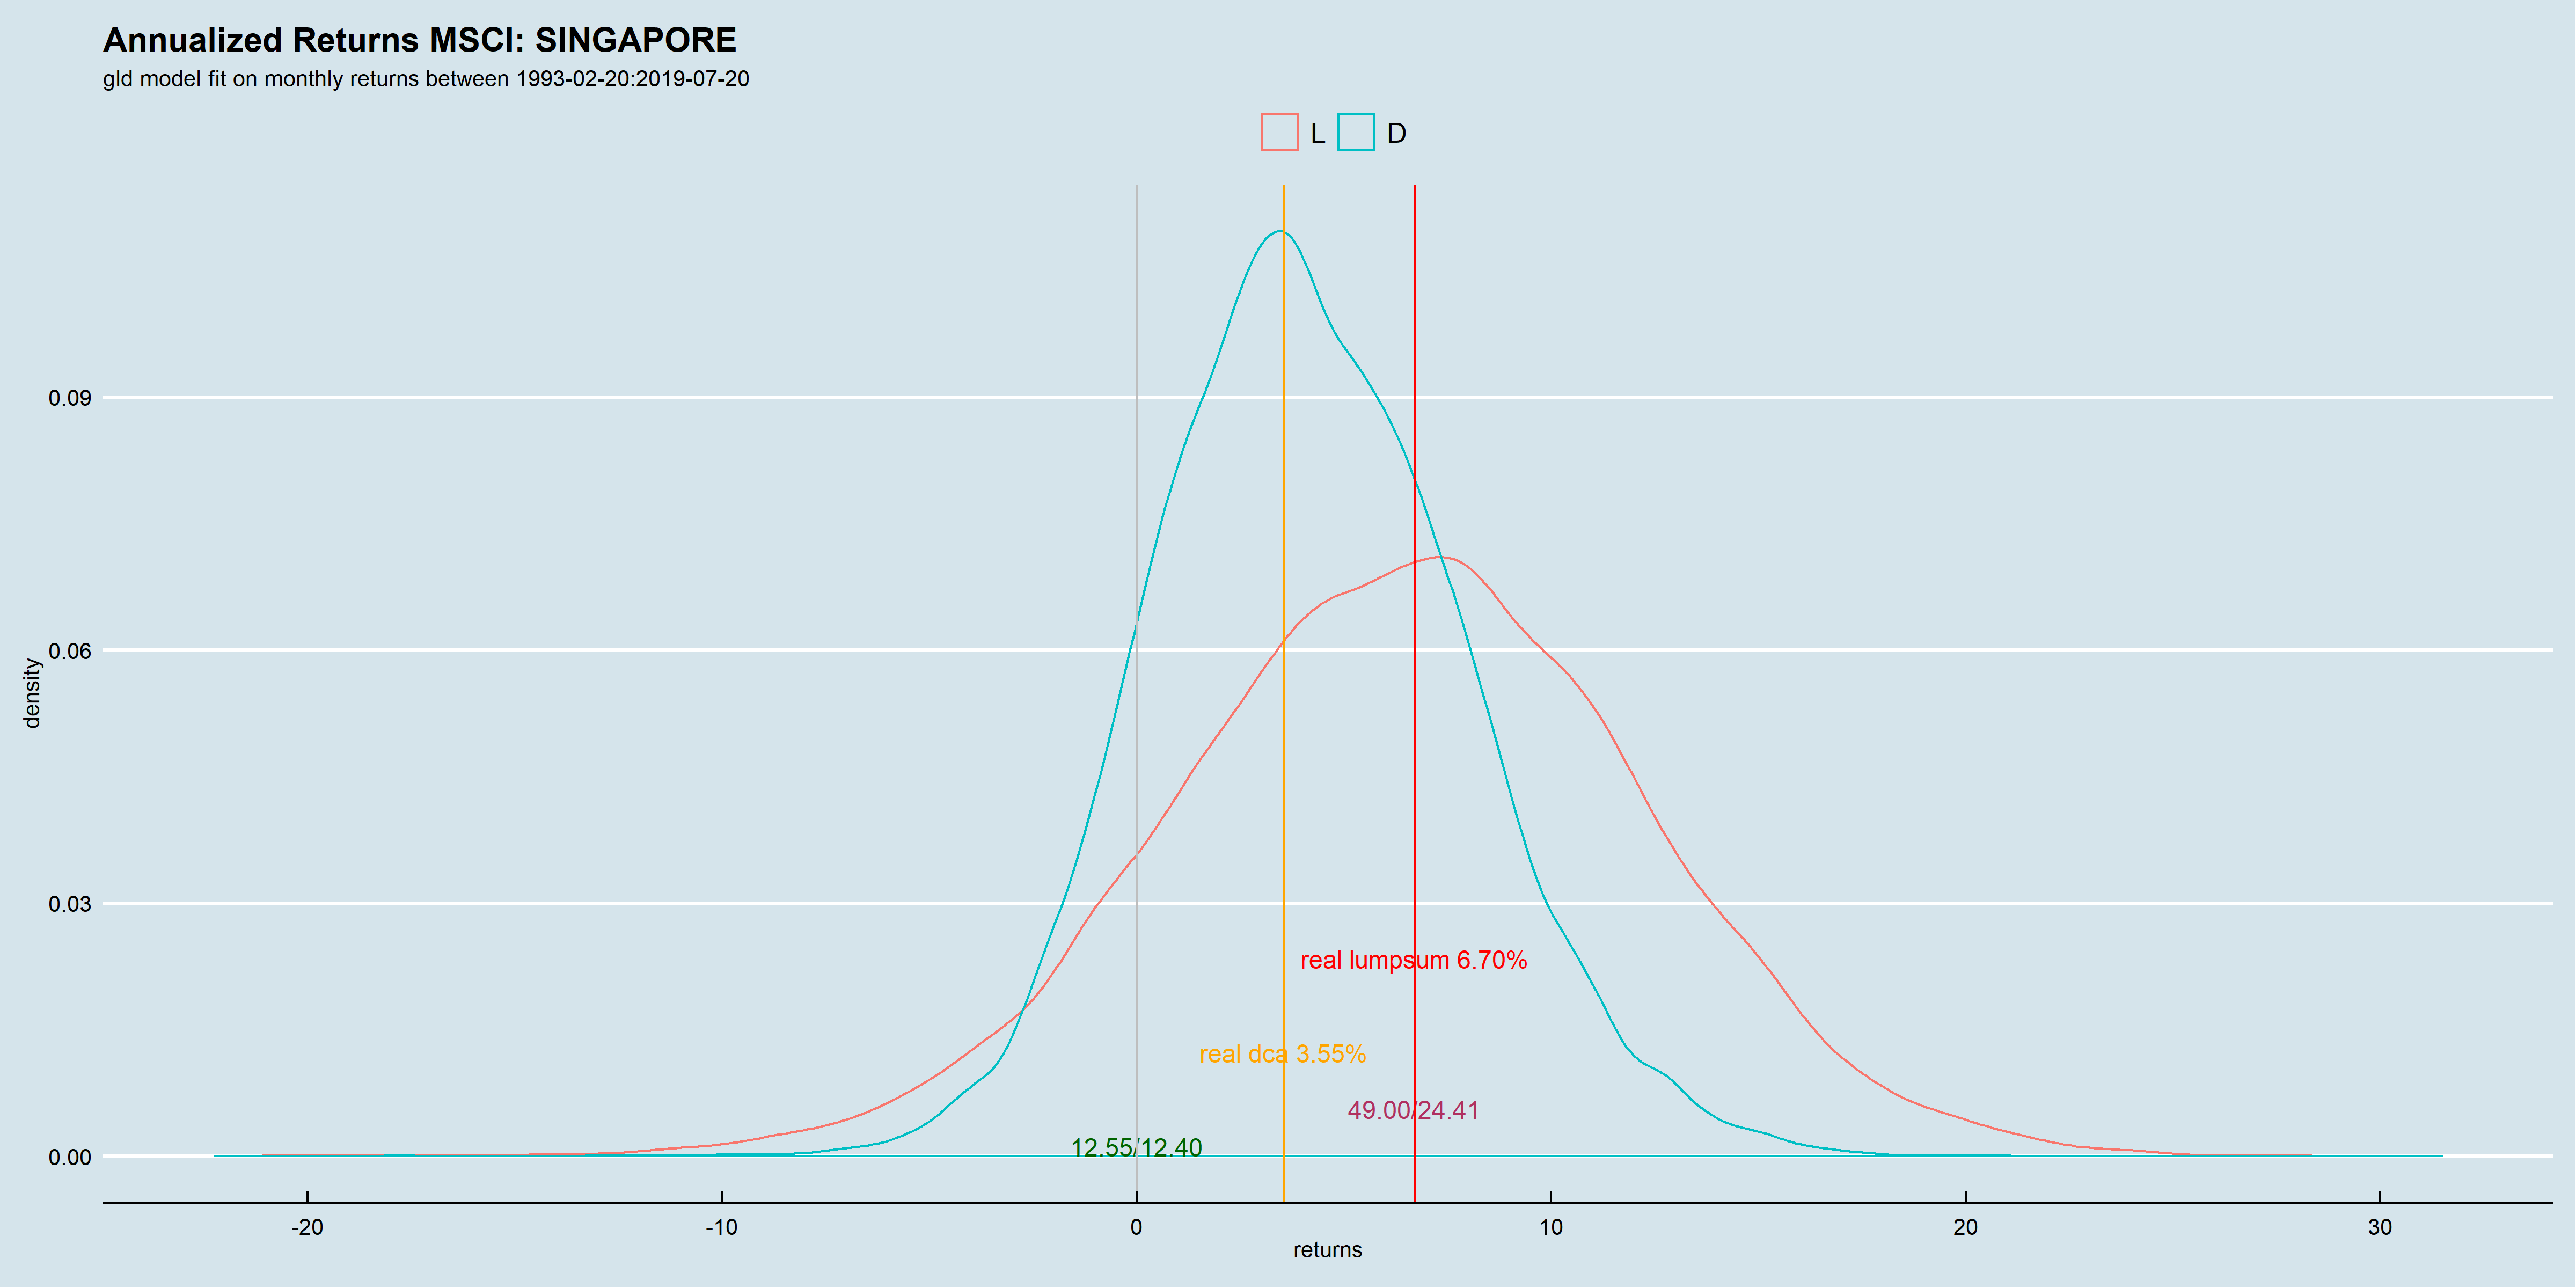 Annualized Returns MSCI: SINGAPORE
gld model fit on monthly returns between 1993-02-20:2019-07-20
L D
0.09
0.06
0.03
0.00
density
real lumpsum 6.70%
real dca 3.55%
49.00/24.41
12.55/12.40
-20 -10 0 10 20 30
returns